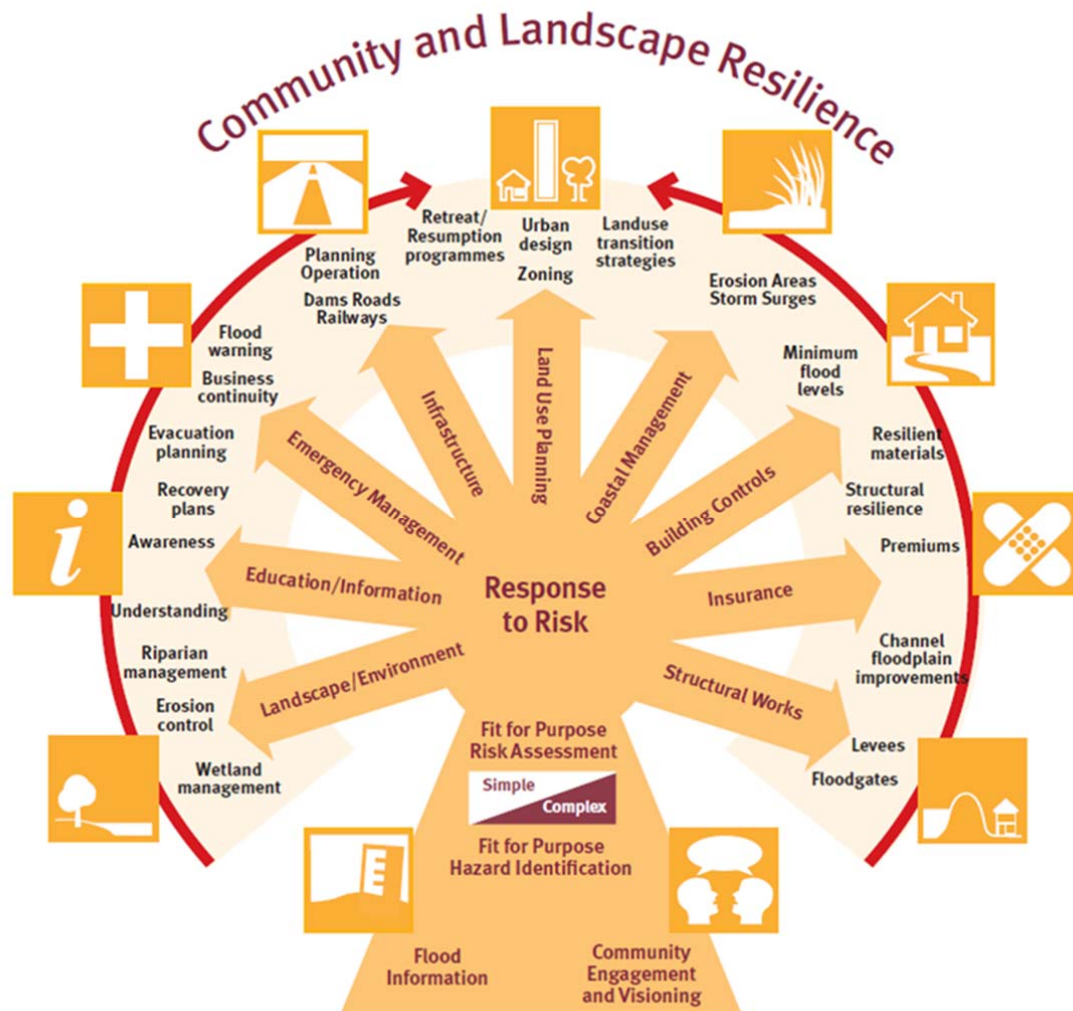 Community and Landscape Resilience
Retreat/
Resumption
programmes
Urban
design
Zoning
Landuse
transition
strategies
Planning
Operation
Dams Roads
Railways
Erosion Areas
Storm Surges
Flood
warning
Business
continuity
Minimum
flood
levels
Evacuation
planning
Recovery
plans
Resilient
materials
Structural
resilience
i
Awareness
Understanding
Premiums
Riparian
management
Erosion
control
Wetland
management
Channel
floodplain
improvements
Levees
Floodgates
Landscape/Environment
Education/Information
Emergency Management
Infrastructure
Land Use Planning
Coastal Management
Building Controls
Insurance
Structural Works
Response
to Risk
Fit for Purpose
Risk Assessment
Simple
Complex
Fit for Purpose
Hazard Identification
Flood
Information
Community
Engagement
and Visioning